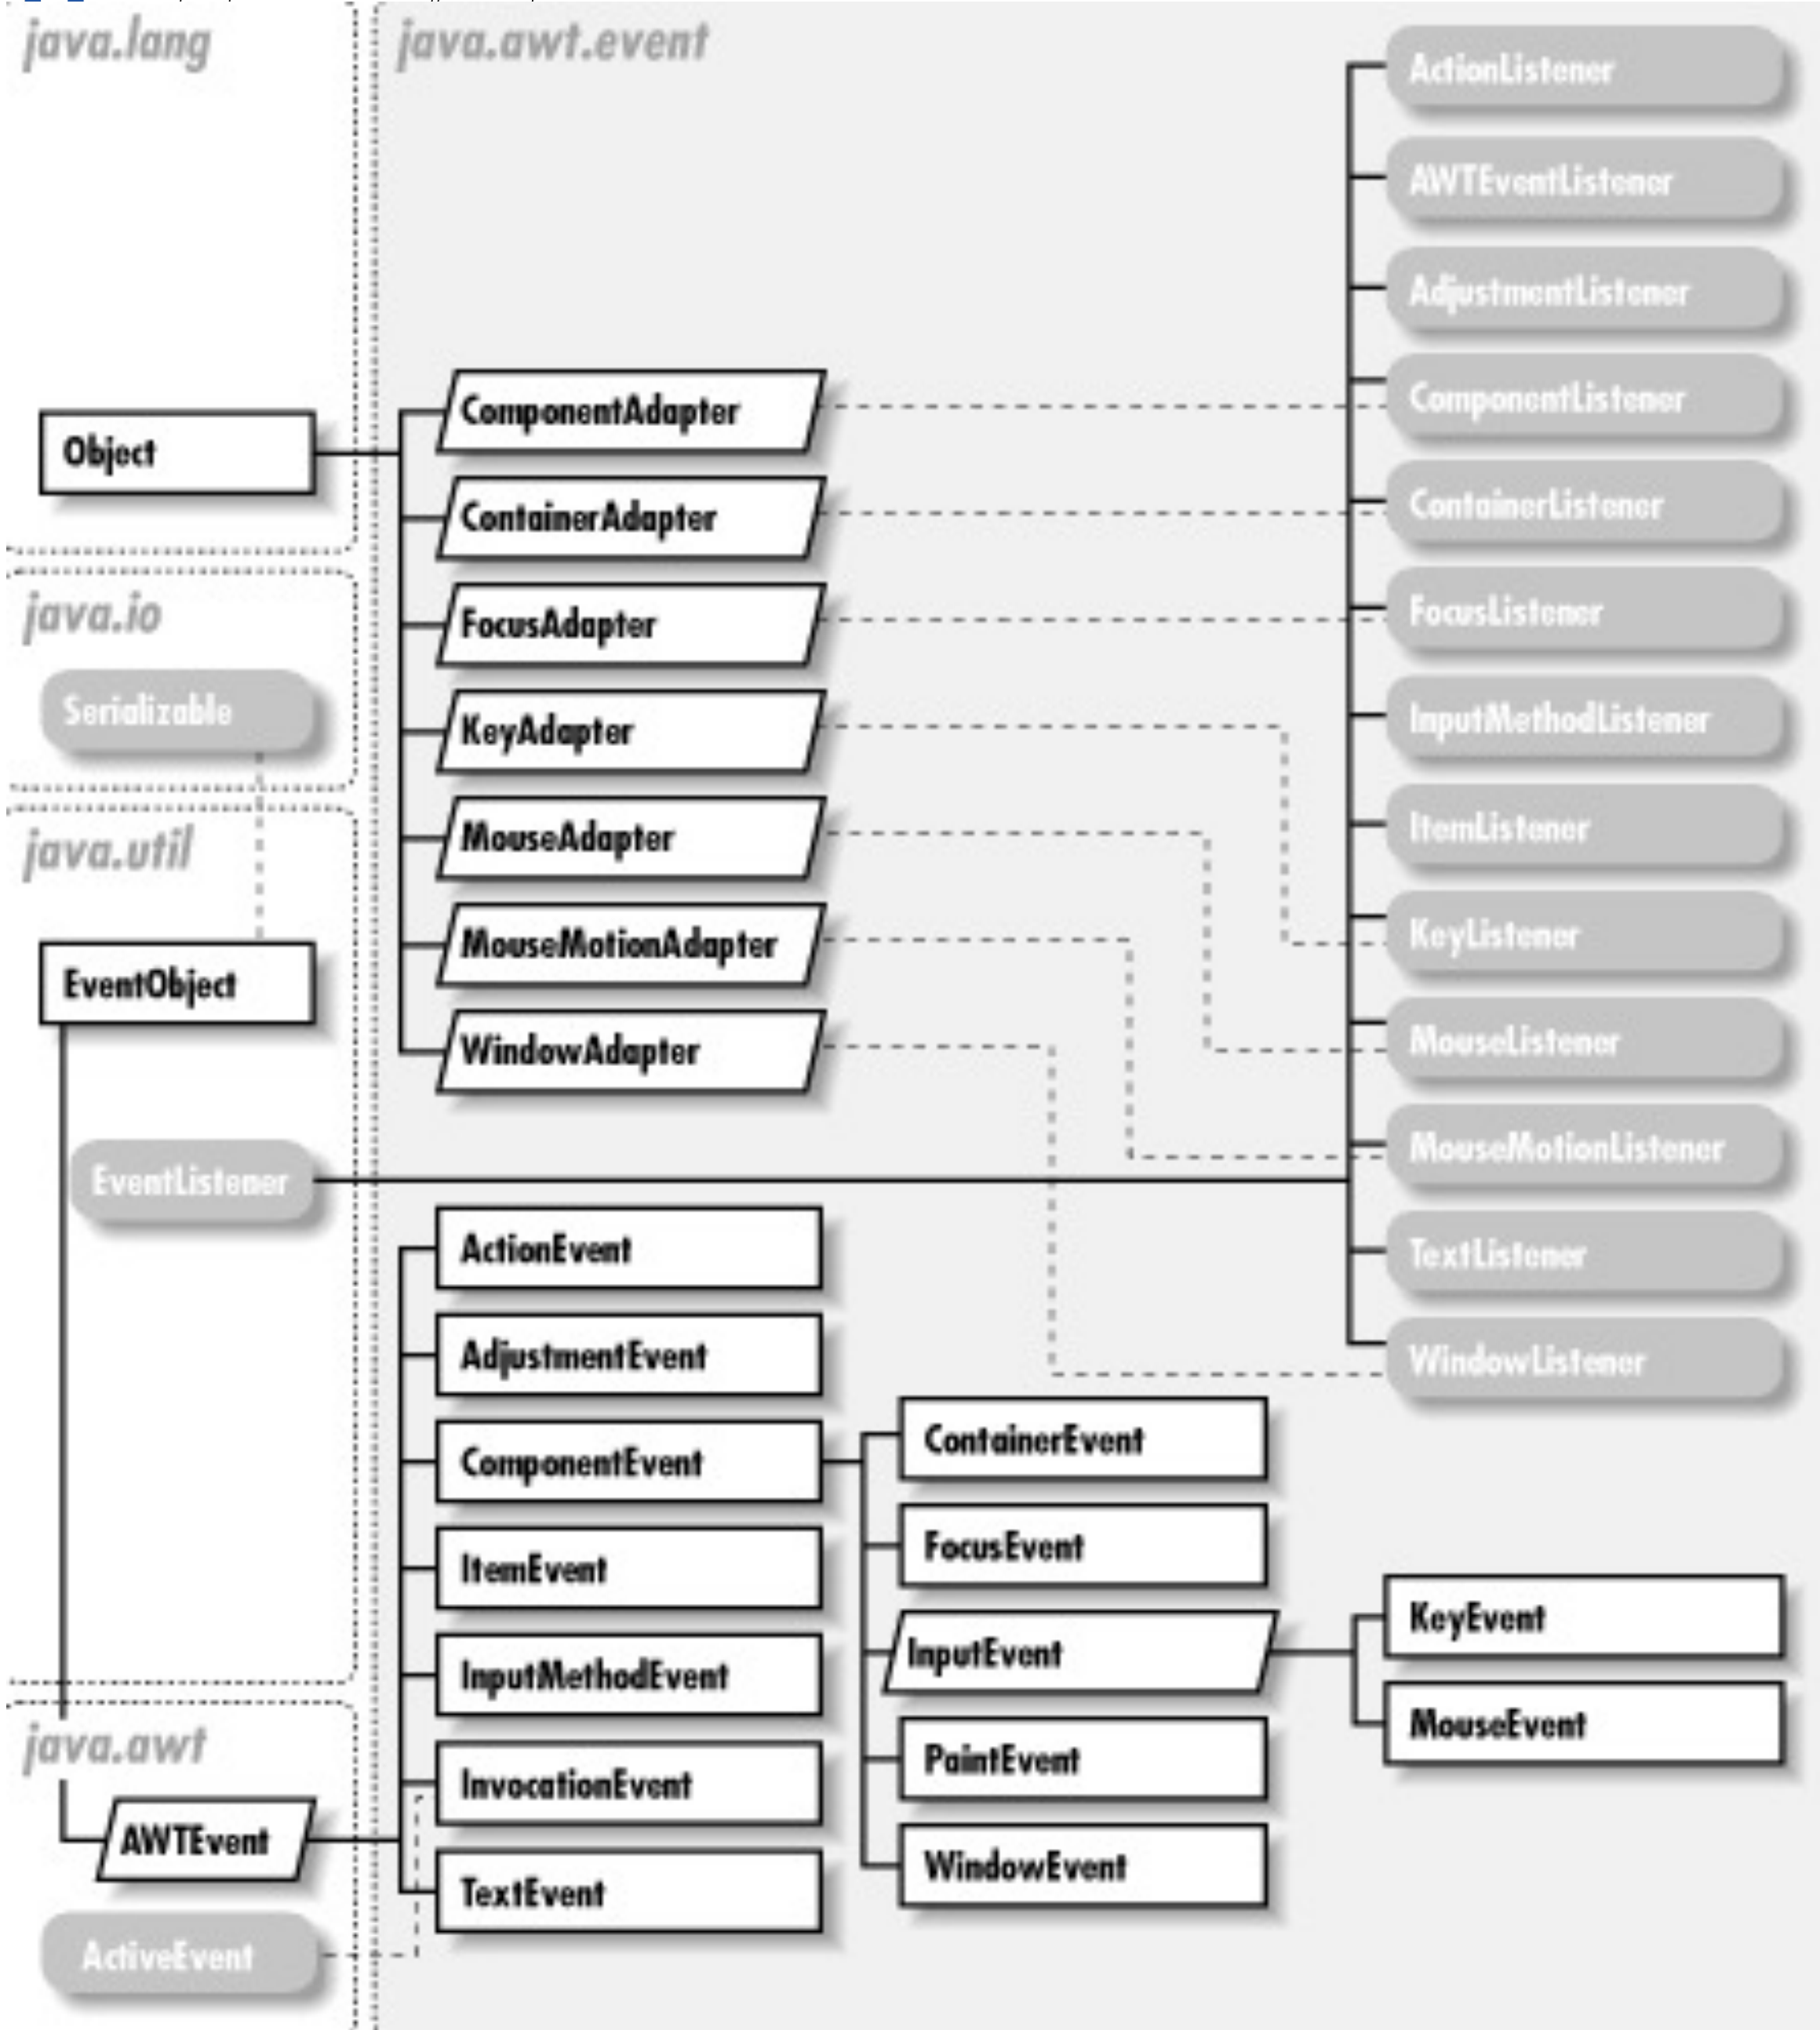 java.lang
java.awt.event
ActionListener
AWTEventListener
AdjustmentListener
ComponentAdapter
ComponentListener
Object
ContainerAdapter
ContainerListener
java.io
FocusAdapter
FocusListener
Serializable
KeyAdapter
InputMethodListener
java.util
MouseAdapter
ItemListener
EventObject
MouseMotionAdapter
KeyListener
WindowAdapter
MouseListener
EventListener
MouseMotionListener
ActionEvent
TextListener
AdjustmentEvent
WindowListener
ComponentEvent
ContainerEvent
ItemEvent
FocusEvent
InputMethodEvent
InputEvent
KeyEvent
java.awt
InvocationEvent
PaintEvent
MouseEvent
AWTEvent
TextEvent
WindowEvent
ActiveEvent